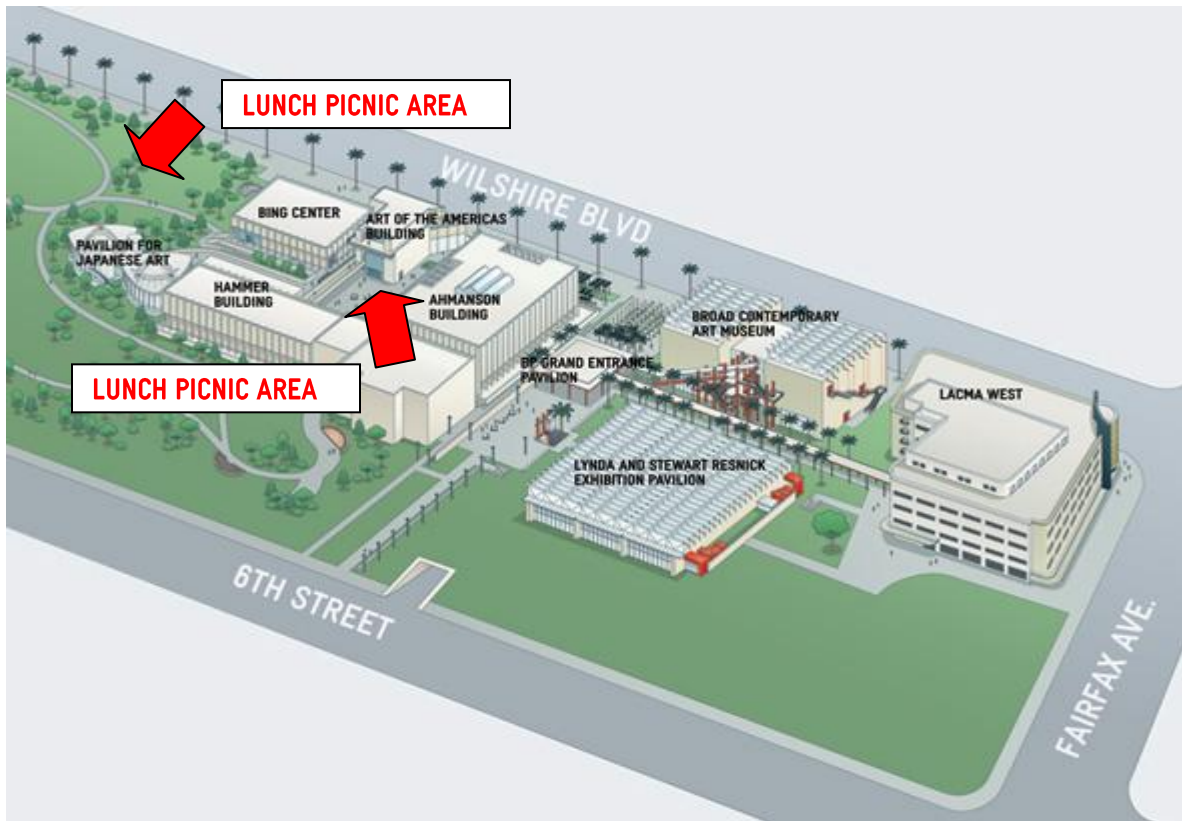 LUNCH PICNIC AREA
WILSHIRE BLVD
BING CENTER
ART OF THE AMERICAS
BUILDING
PAVILION FOR
JAPANESE ART
HAMMER
BUILDING
AHMANSON
BUILDING
BROAD CONTEMPORARY
ART MUSEUM
BP GRAND ENTRANCE
PAVILION
LUNCH PICNIC AREA
LACMA WEST
LYNDA AND STEWART RESNICK
EXHIBITION PAVILION
6TH STREET
FAIRFAX AVE.